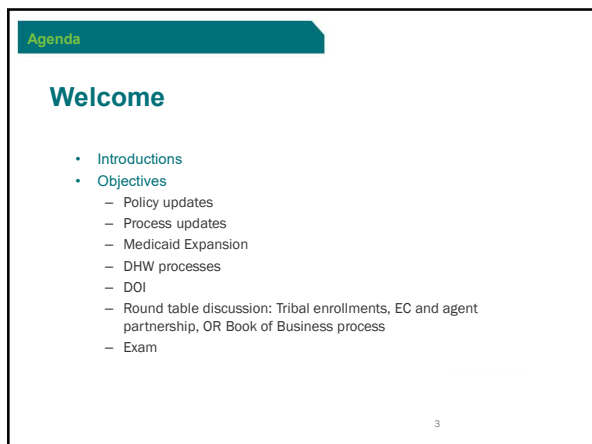 Agenda
Welcome
• Introductions
• Objectives
– Policy updates
– Process updates
– Medicaid Expansion
– DHW processes
– DOI
– Round table discussion: Tribal enrollments, EC and agent
partnership, OR Book of Business process
– Exam
3